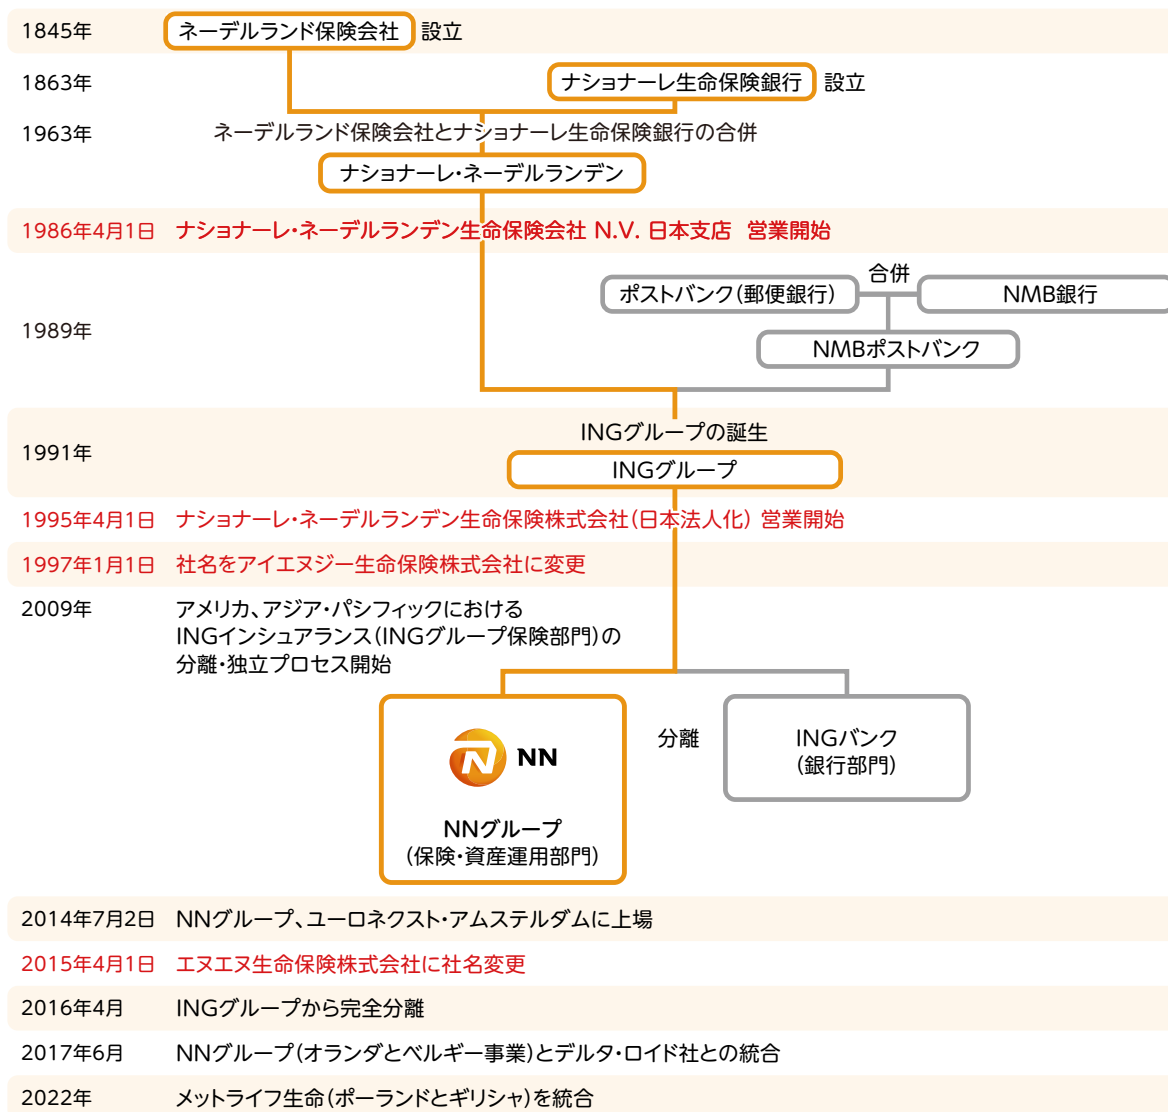 1845年 ネーデルランド保険会社 設立
1863年 ナショナーレ生命保険銀行 設立
1963年 ネーデルランド保険会社とナショナーレ生命保険銀行の合併
ナショナーレ・ネーデルランデン
1986年4月1日 ナショナーレ・ネーデルランデン生命保険会社 N.V. 日本支店 営業開始
合併
ポストバンク(郵便銀行) NMB銀行
1989年
NMBポストバンク
INGグループの誕生
1991年
INGグループ
1995年4月1日 ナショナーレ・ネーデルランデン生命保険株式会社(日本法人化) 営業開始
1997年1月1日 社名をアイエヌジー生命保険株式会社に変更
2009年 アメリカ、アジア・パシフィックにおける
INGインシュアランス(INGグループ保険部門)の
分離・独立プロセス開始
分離
N NN
NNグループ
(保険・資産運用部門)
INGバンク
(銀行部門)
2014年7月2日 NNグループ、ユーロネクスト・アムステルダムに上場
2015年4月1日 エヌエヌ生命保険株式会社に社名変更
2016年4月 INGグループから完全分離
2017年6月 NNグループ(オランダとベルギー事業)とデルタ・ロイド社との統合
2022年 メットライフ生命(ポーランドとギリシャ)を統合